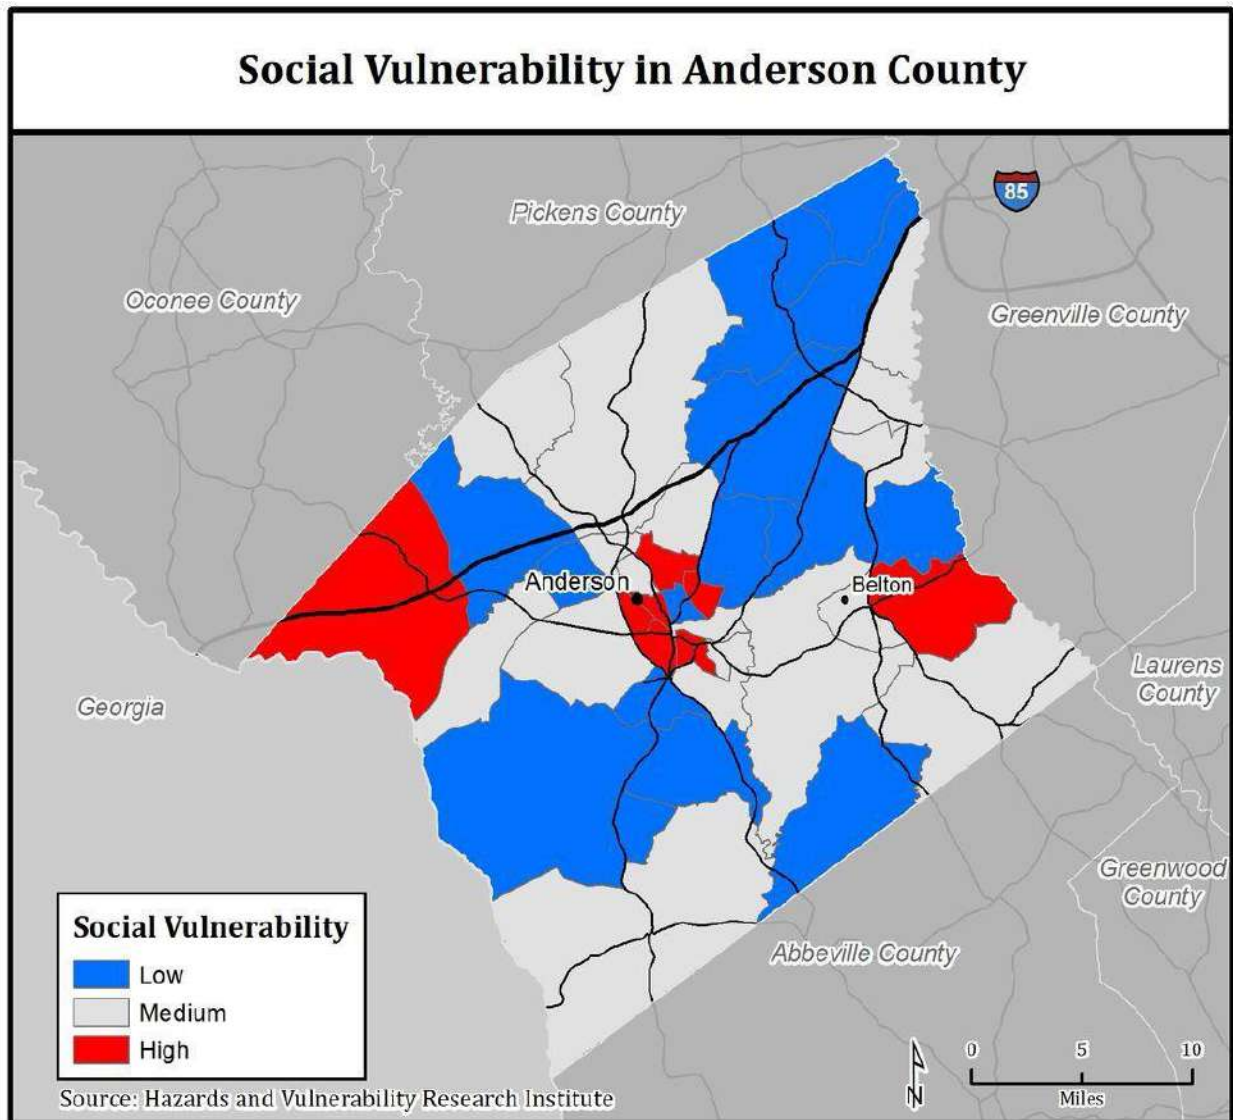 Social Vulnerability in Anderson County
85
Pickens County
Oconee County
Greenville County
Anderson
Belton
Laurens
County
Georgia
Greenwood
County
Abbeville County
Social Vulnerability
Low
Medium
High
N
0 5 10
Miles
Source: Hazards and Vulnerability Research Institute